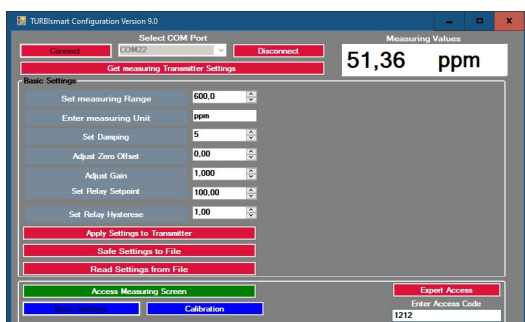 TURBIsmart Configuration Version 9.0
Select COM Port
Measuring Values
Connect
COM22
Disconnect
51,36 ppm
Get measuring Transmitter Settings
Basic Settings
Set measuring Range
600,0
Enter measuring Unit
ppm
Set Damping
5
Adjust Zero Offset
0,00
Adjust Gain
1,000
Set Relay Setpoint
100,00
Set Relay Hysterese
1,00
Apply Settings to Transmitter
Safe Settings to File
Read Settings from File
Access Measuring Screen
Expert Access
Basic Settings
Calibration
Enter Access Code
1212